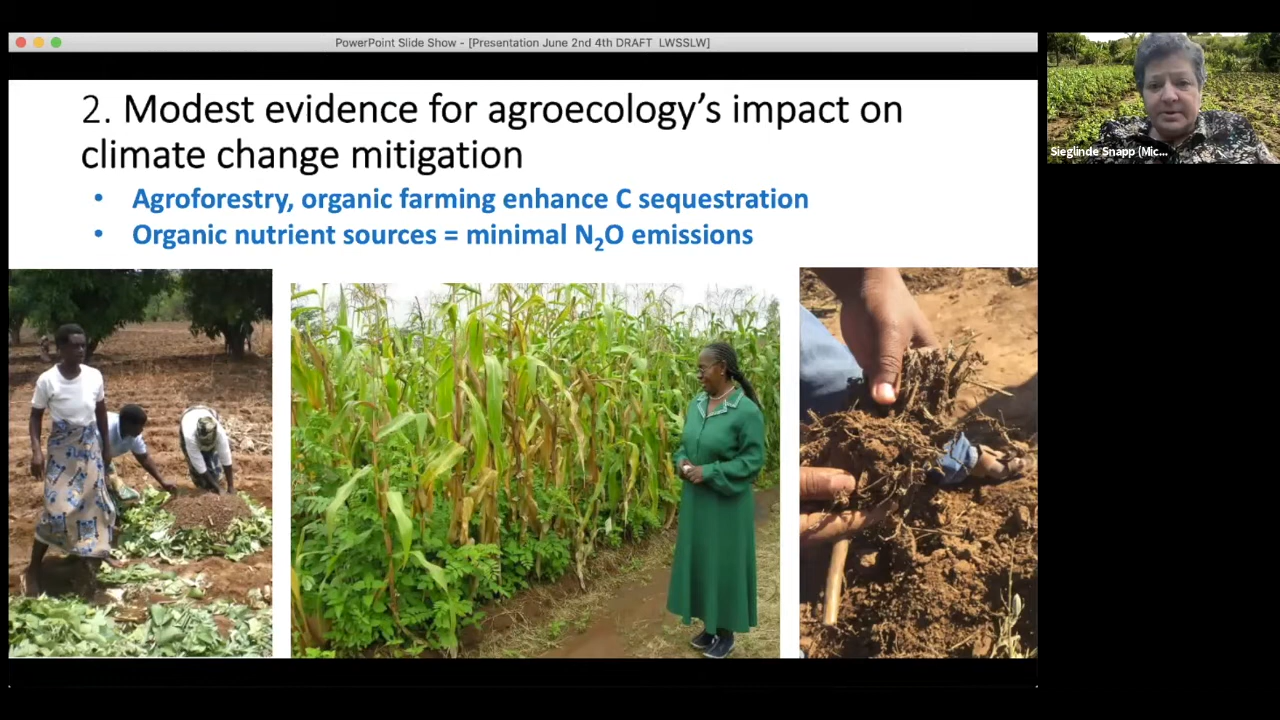 PowerPoint Slide Show - [Presentation June 2nd 4th DRAFT  LWSSLW]
2. Modest evidence for agroecology's impact on
climate change mitigation
• Agroforestry, organic farming enhance C sequestration
• Organic nutrient sources = minimal N₂O emissions
Sieglinde Snapp (Mic...